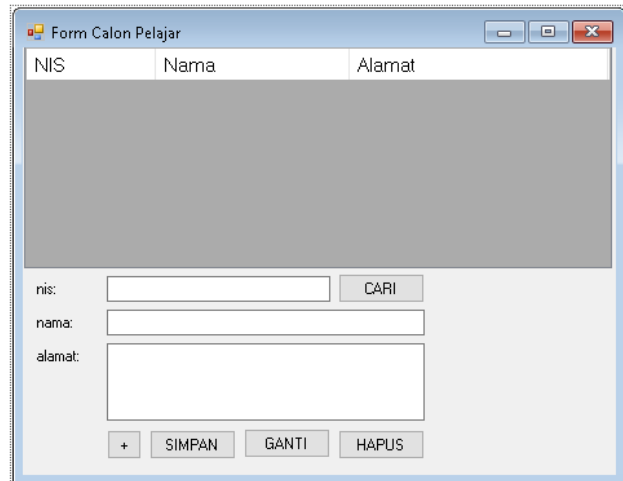 Form Calon Pelajar
NIS Nama Alamat
nis: CARI
nama:
alamat:
+ SIMPAN GANTI HAPUS